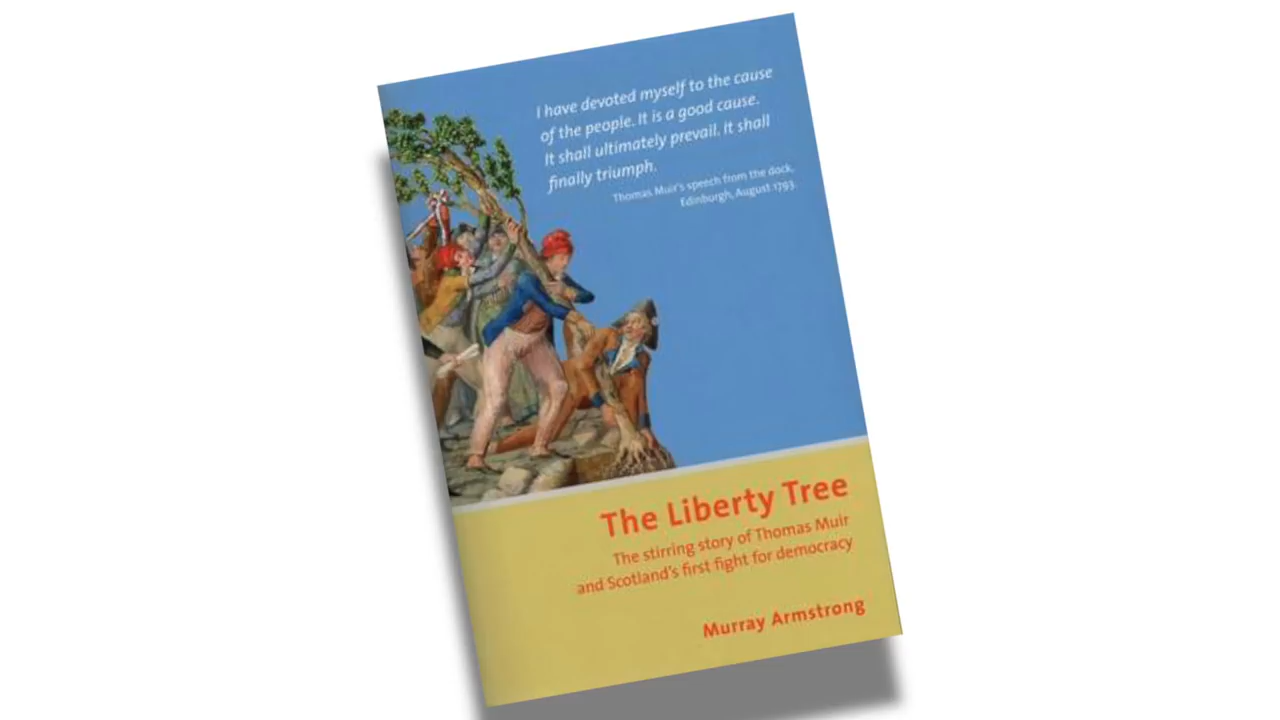 I have devoted myself to the cause
of the people. It is a good cause.
It shall ultimately prevail. It shall
finally triumph.
Thomas Muir's speech from the dock,
Edinburgh, August 1793
The Liberty Tree
The stirring story of Thomas Muir
and Scotland's first fight for democracy
Murray Armstrong